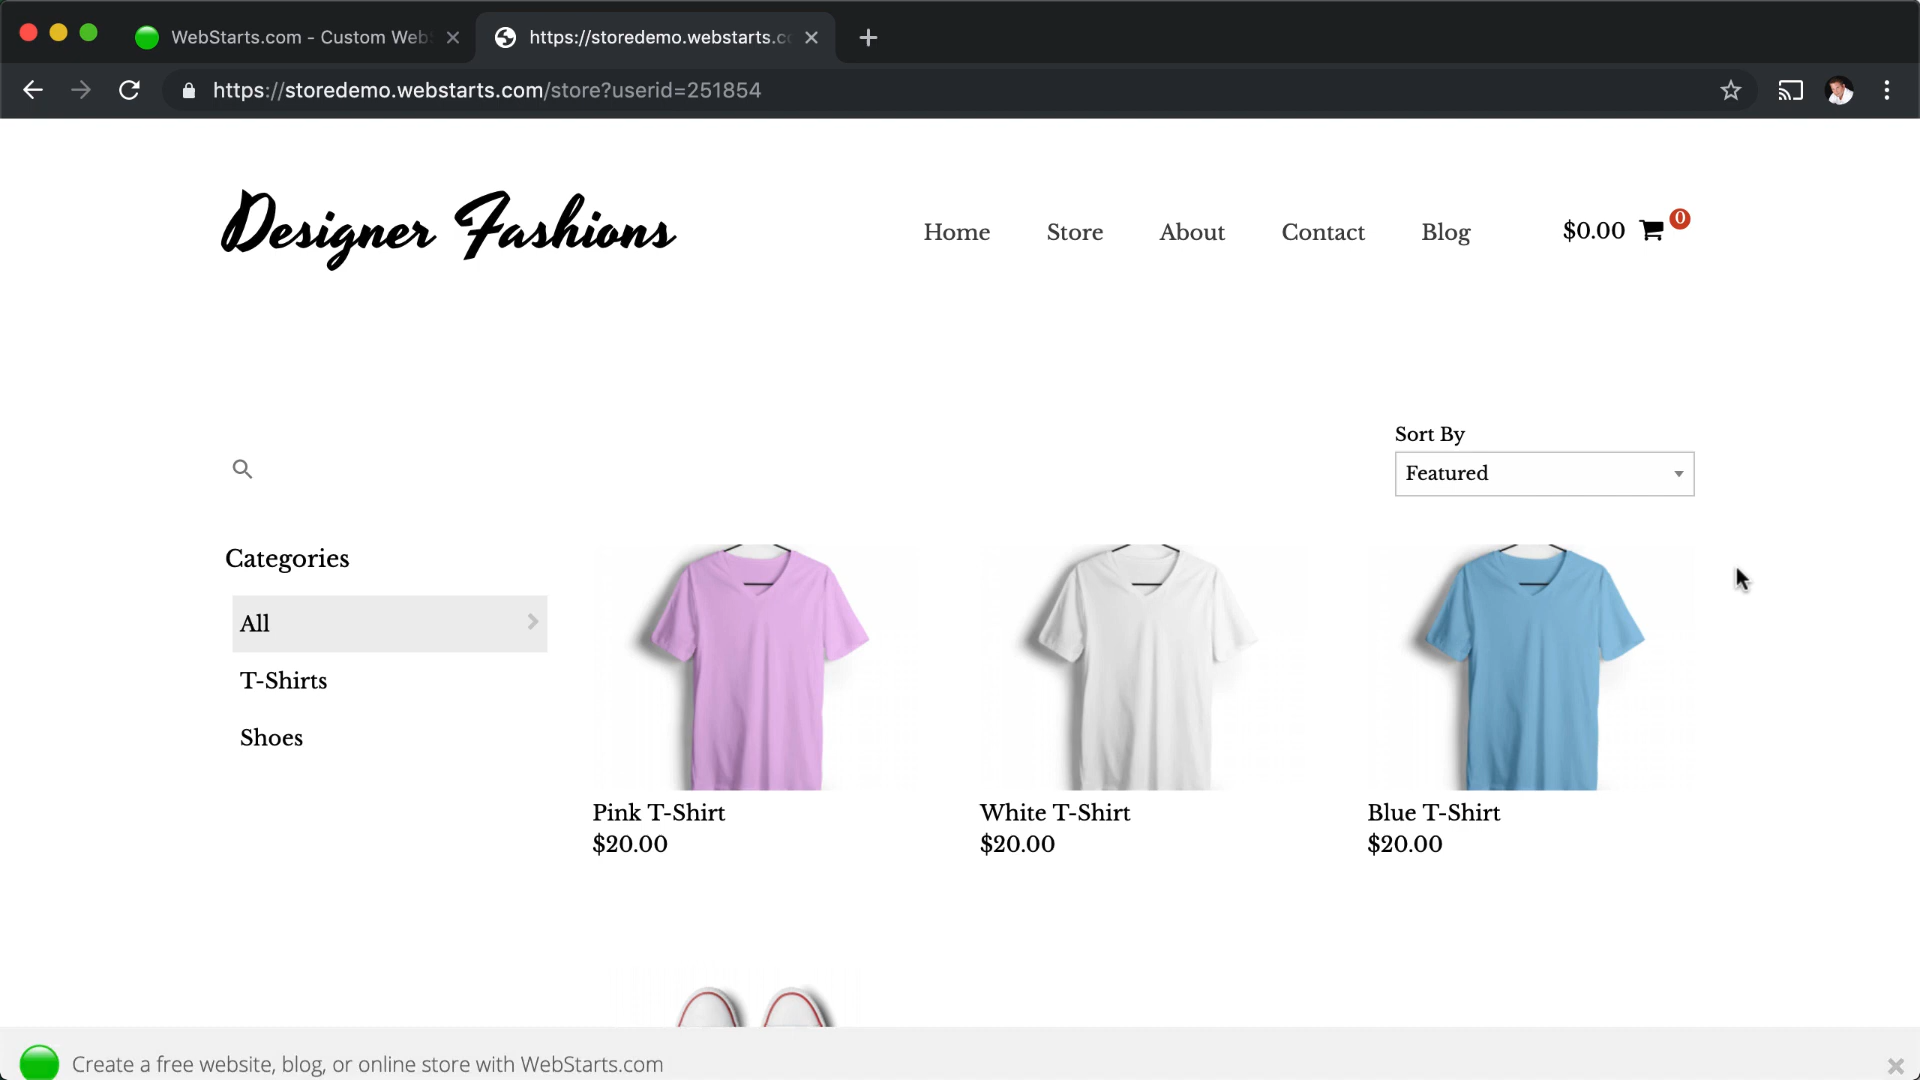 WebStarts.com - Custom Web
https://storedemo.webstarts.c
https://storedemo.webstarts.com/store?userid=251854
Designer Fashions
Home
Store
About
Contact
Blog
$0.00
0
Sort By
Featured
Categories
All
T-Shirts
Shoes
Pink T-Shirt
$20.00
White T-Shirt
$20.00
Blue T-Shirt
$20.00
Create a free website, blog, or online store with WebStarts.com